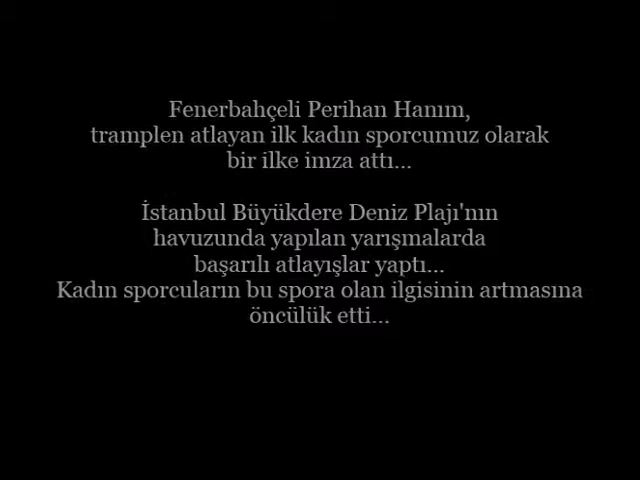 Fenerbahçeli Perihan Hanım,
tramplen atlayan ilk kadın sporcumuz olarak
bir ilke imza attı...
İstanbul Büyükdere Deniz Plajı'nın
havuzunda yapılan yarışmalarda
başarılı atlayışlar yaptı...
Kadın sporcuların bu spora olan ilgisinin artmasına
öncülük etti...